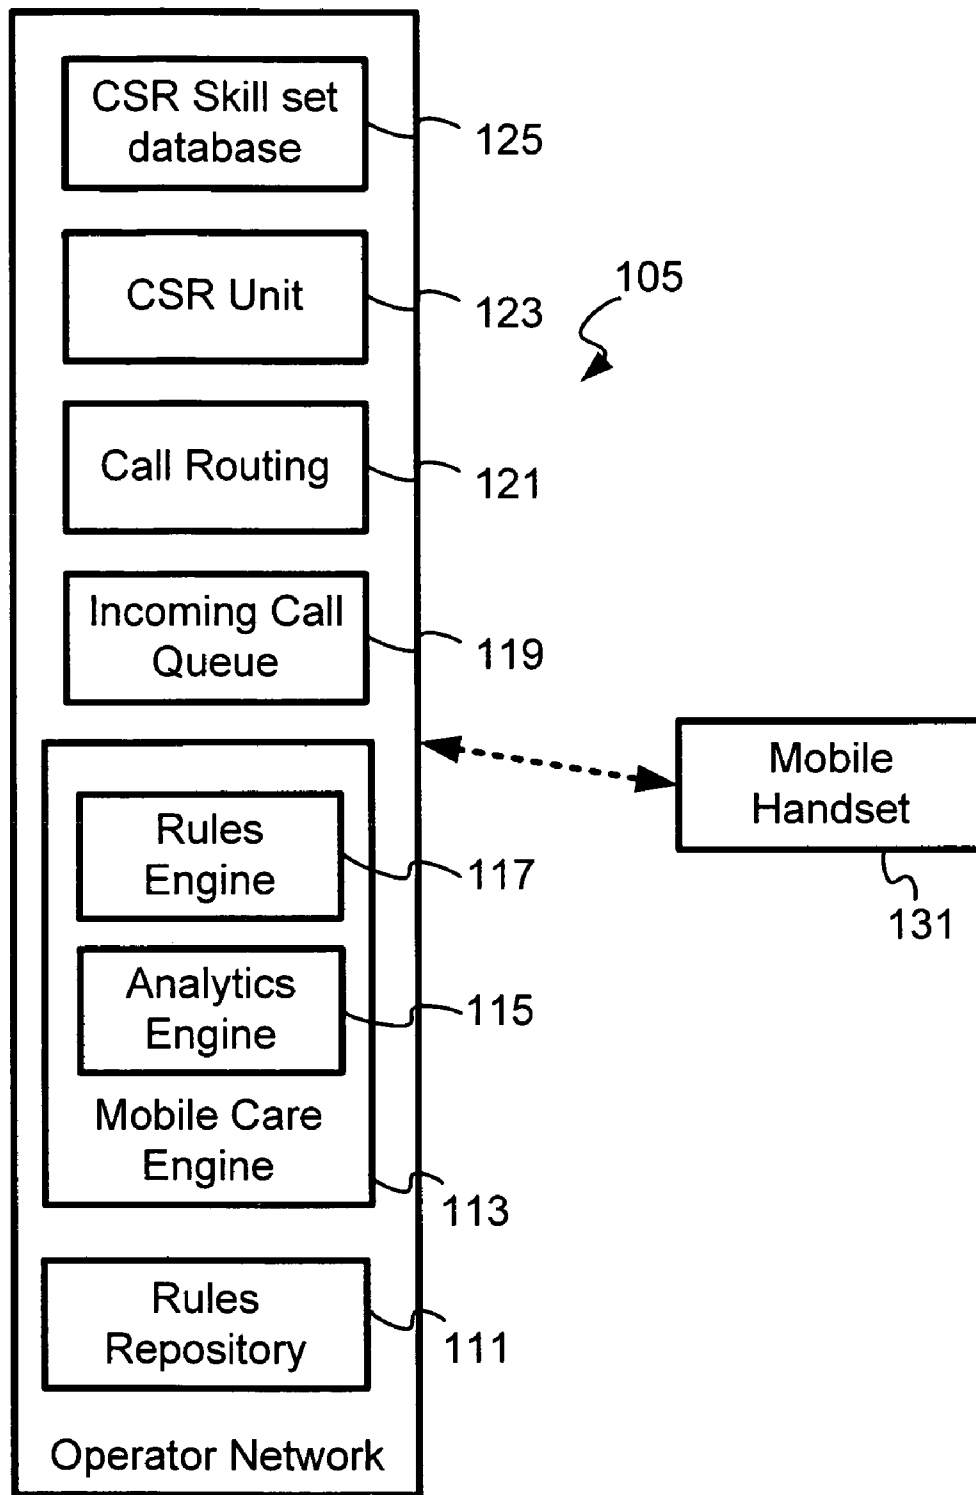 CSR Skill set
database
125
CSR Unit
123
105
Call Routing
121
Incoming Call
Queue
119
Mobile
Handset
131
Rules
Engine
117
Analytics
Engine
115
Mobile Care
Engine
113
Rules
Repository
111
Operator Network